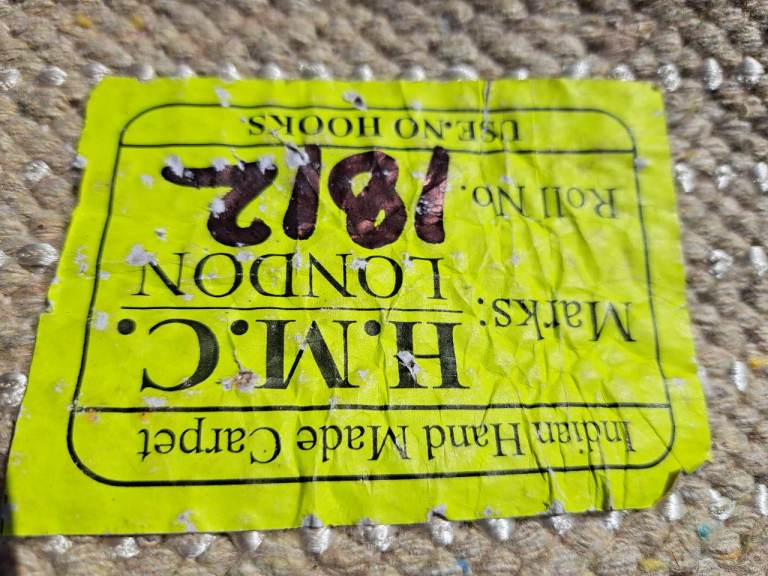 Indian Hand Made Carpet
Marks: H.M.C.
LONDON
Roll No. 1812
USE.NO HOOKS